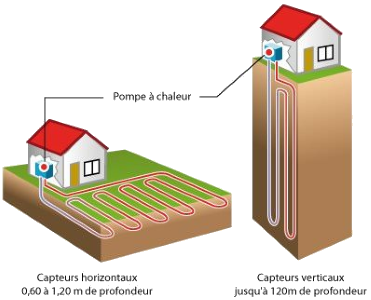 Pompe à chaleur
Capteurs horizontaux
0,60 à 1,20 m de profondeur
Capteurs verticaux
jusqu'à 120m de profondeur